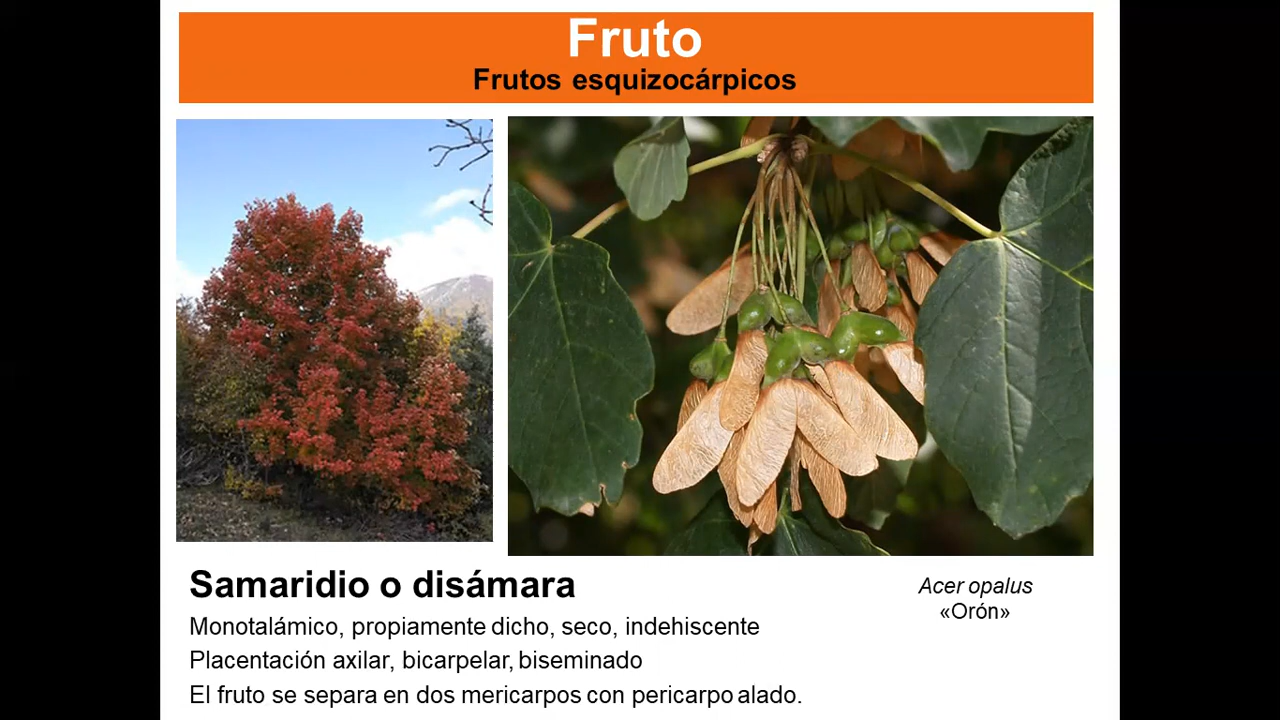 Fruto
Frutos esquizocárpicos
Samaridio o disámara
Monotalámico, propiamente dicho, seco, indehiscente
Placentación axilar, bicarpelar, biseminado
El fruto se separa en dos mericarpos con pericarpo alado.
Acer opalus
«Orón»